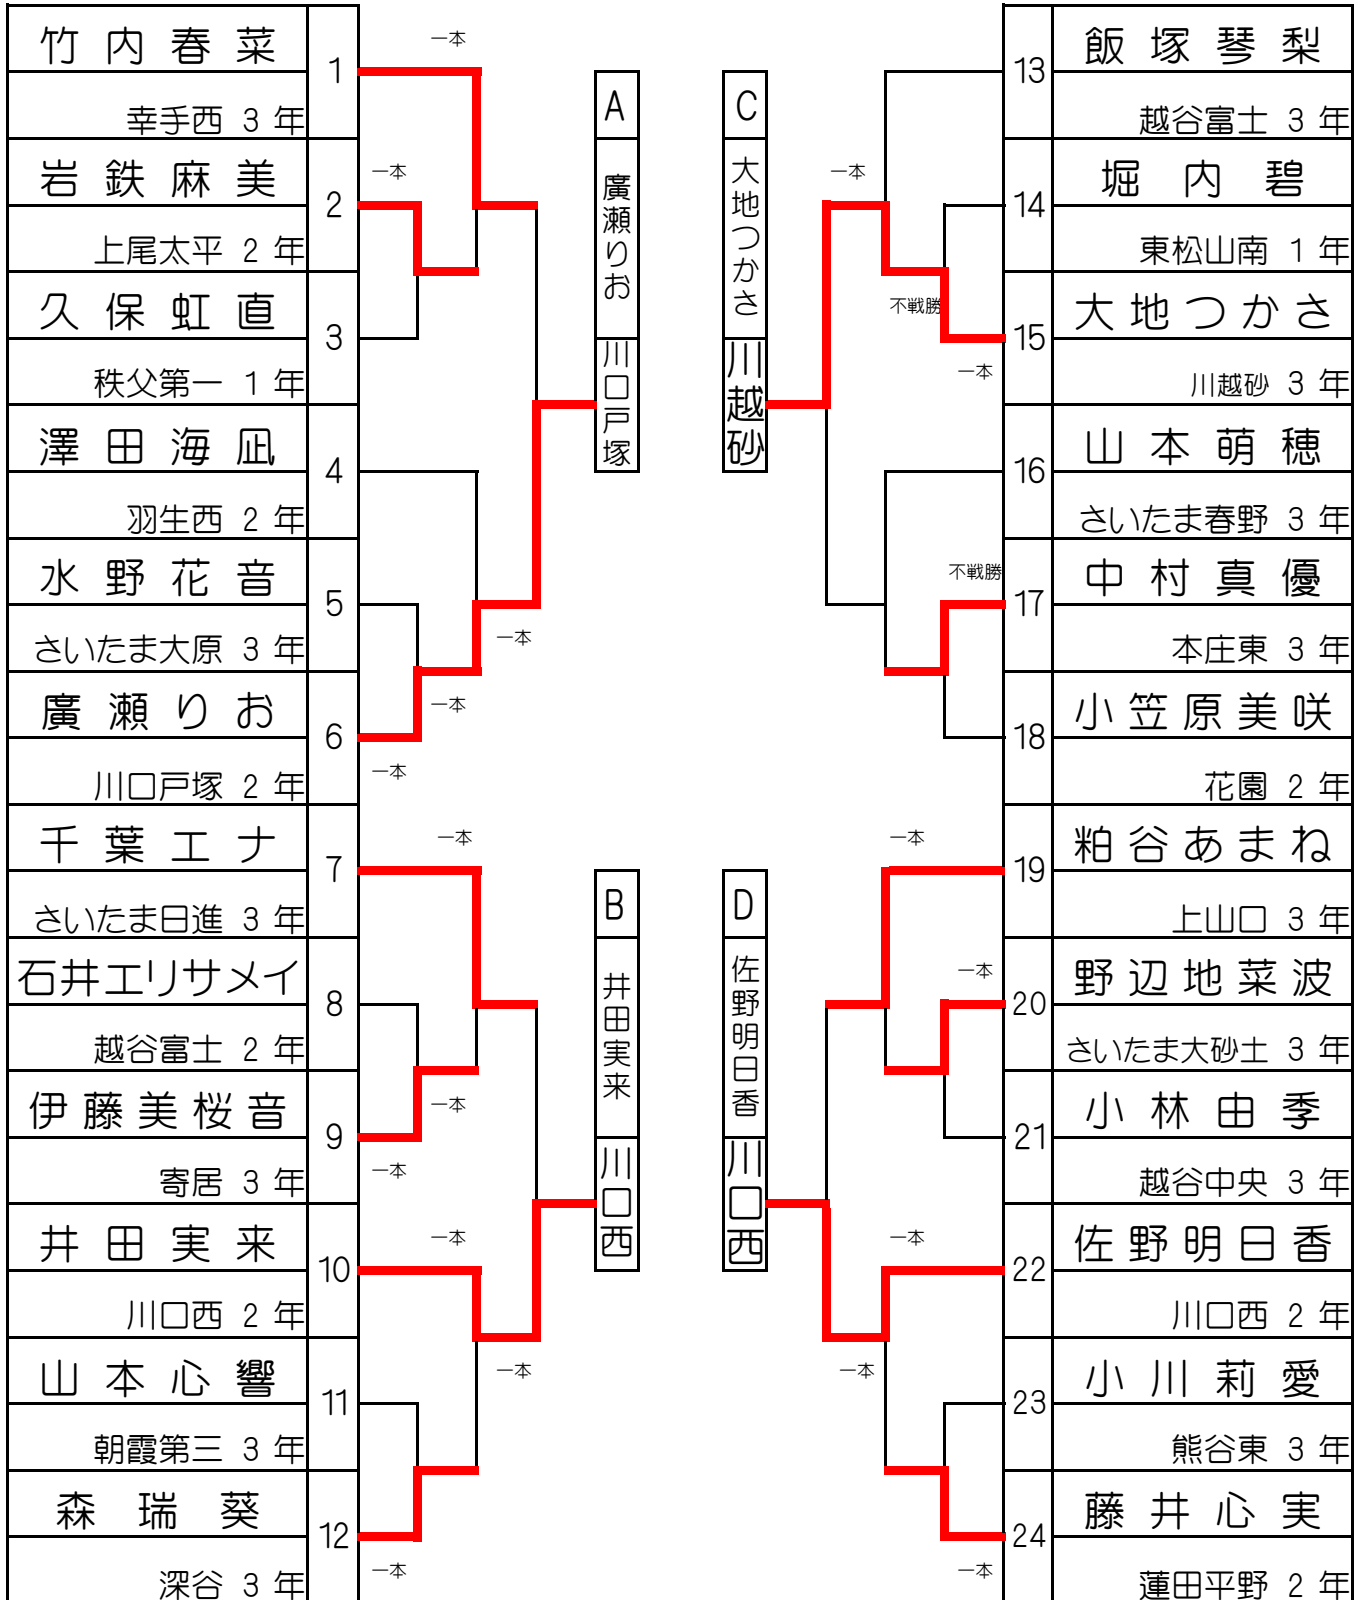 竹内春菜
1
幸手西 3 年
岩鉄麻美
2
上尾太平 2 年
久保虹直
3
秩父第一 1 年
澤田海凪
4
羽生西 2 年
水野花音
5
さいたま大原 3 年
廣瀬りお
6
川口戸塚 2 年
千葉エナ
7
さいたま日進 3 年
石井エリサメイ
8
越谷富士 2 年
伊藤美桜音
9
寄居 3 年
井田実来
10
川口西 2 年
山本心響
11
朝霞第三 3 年
森瑞葵
12
深谷 3 年
一本
一本
一本
一本
一本
一本
一本
一本
一本
一本
一本
A
廣瀬りお
川口戸塚
B
井田実来
川口西
C
大地つかさ
川越砂
D
佐野明日香
川口西
一本
不戦勝
一本
不戦勝
一本
一本
一本
一本
一本
飯塚琴梨
13
越谷富士 3 年
堀内碧
14
東松山南 1 年
大地つかさ
15
川越砂 3 年
山本萌穂
16
さいたま春野 3 年
中村真優
17
本庄東 3 年
小笠原美咲
18
花園 2 年
粕谷あまね
19
上山口 3 年
野辺地菜波
20
さいたま大砂土 3 年
小林由季
21
越谷中央 3 年
佐野明日香
22
川口西 2 年
小川莉愛
23
熊谷東 3 年
藤井心実
24
蓮田平野 2 年